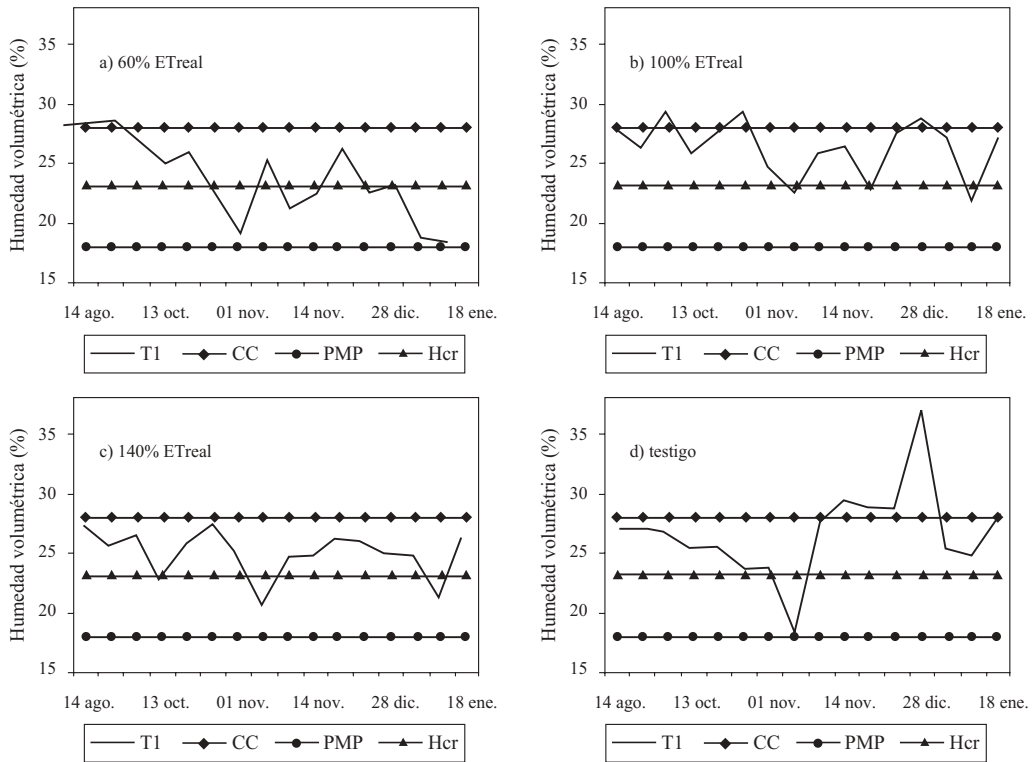 Humedad volumétrica (%)
35
30
25
20
15
a) 60% ETreal
14 ago. 13 oct. 01 nov. 14 nov. 28 dic. 18 ene.
T1 CC PMP Hcr
Humedad volumétrica (%)
35
30
25
20
15
b) 100% ETreal
14 ago. 13 oct. 01 nov. 14 nov. 28 dic. 18 ene.
T1 CC PMP Hcr
Humedad volumétrica (%)
35
30
25
20
15
c) 140% ETreal
14 ago. 13 oct. 01 nov. 14 nov. 28 dic. 18 ene.
T1 CC PMP Hcr
Humedad volumétrica (%)
35
30
25
20
15
d) testigo
14 ago. 13 oct. 01 nov. 14 nov. 28 dic. 18 ene.
T1 CC PMP Hcr